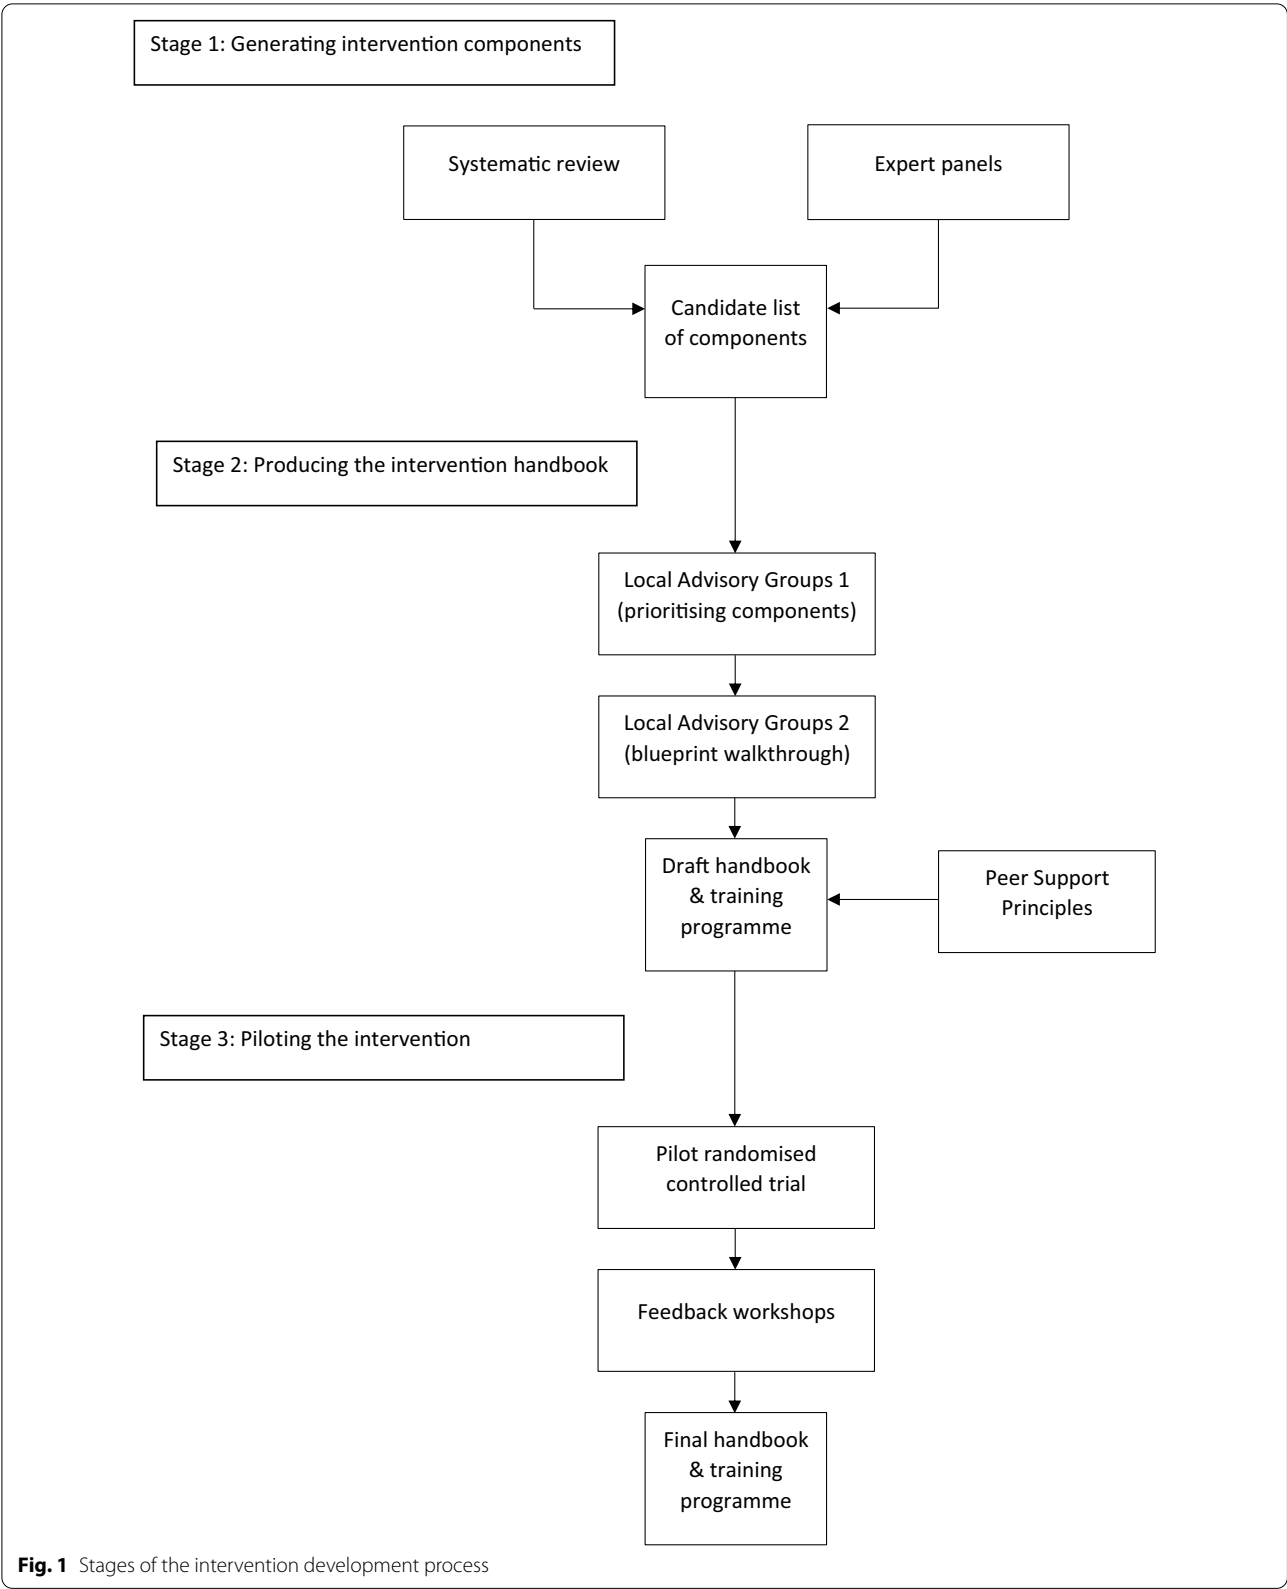 Stage 1: Generating intervention components
Systematic review
Expert panels
Candidate list
of components
Stage 2: Producing the intervention handbook
Local Advisory Groups 1
(prioritising components)
Local Advisory Groups 2
(blueprint walkthrough)
Draft handbook
& training
programme
Peer Support
Principles
Stage 3: Piloting the intervention
Pilot randomised
controlled trial
Feedback workshops
Final handbook
& training
programme
Fig. 1 Stages of the intervention development process